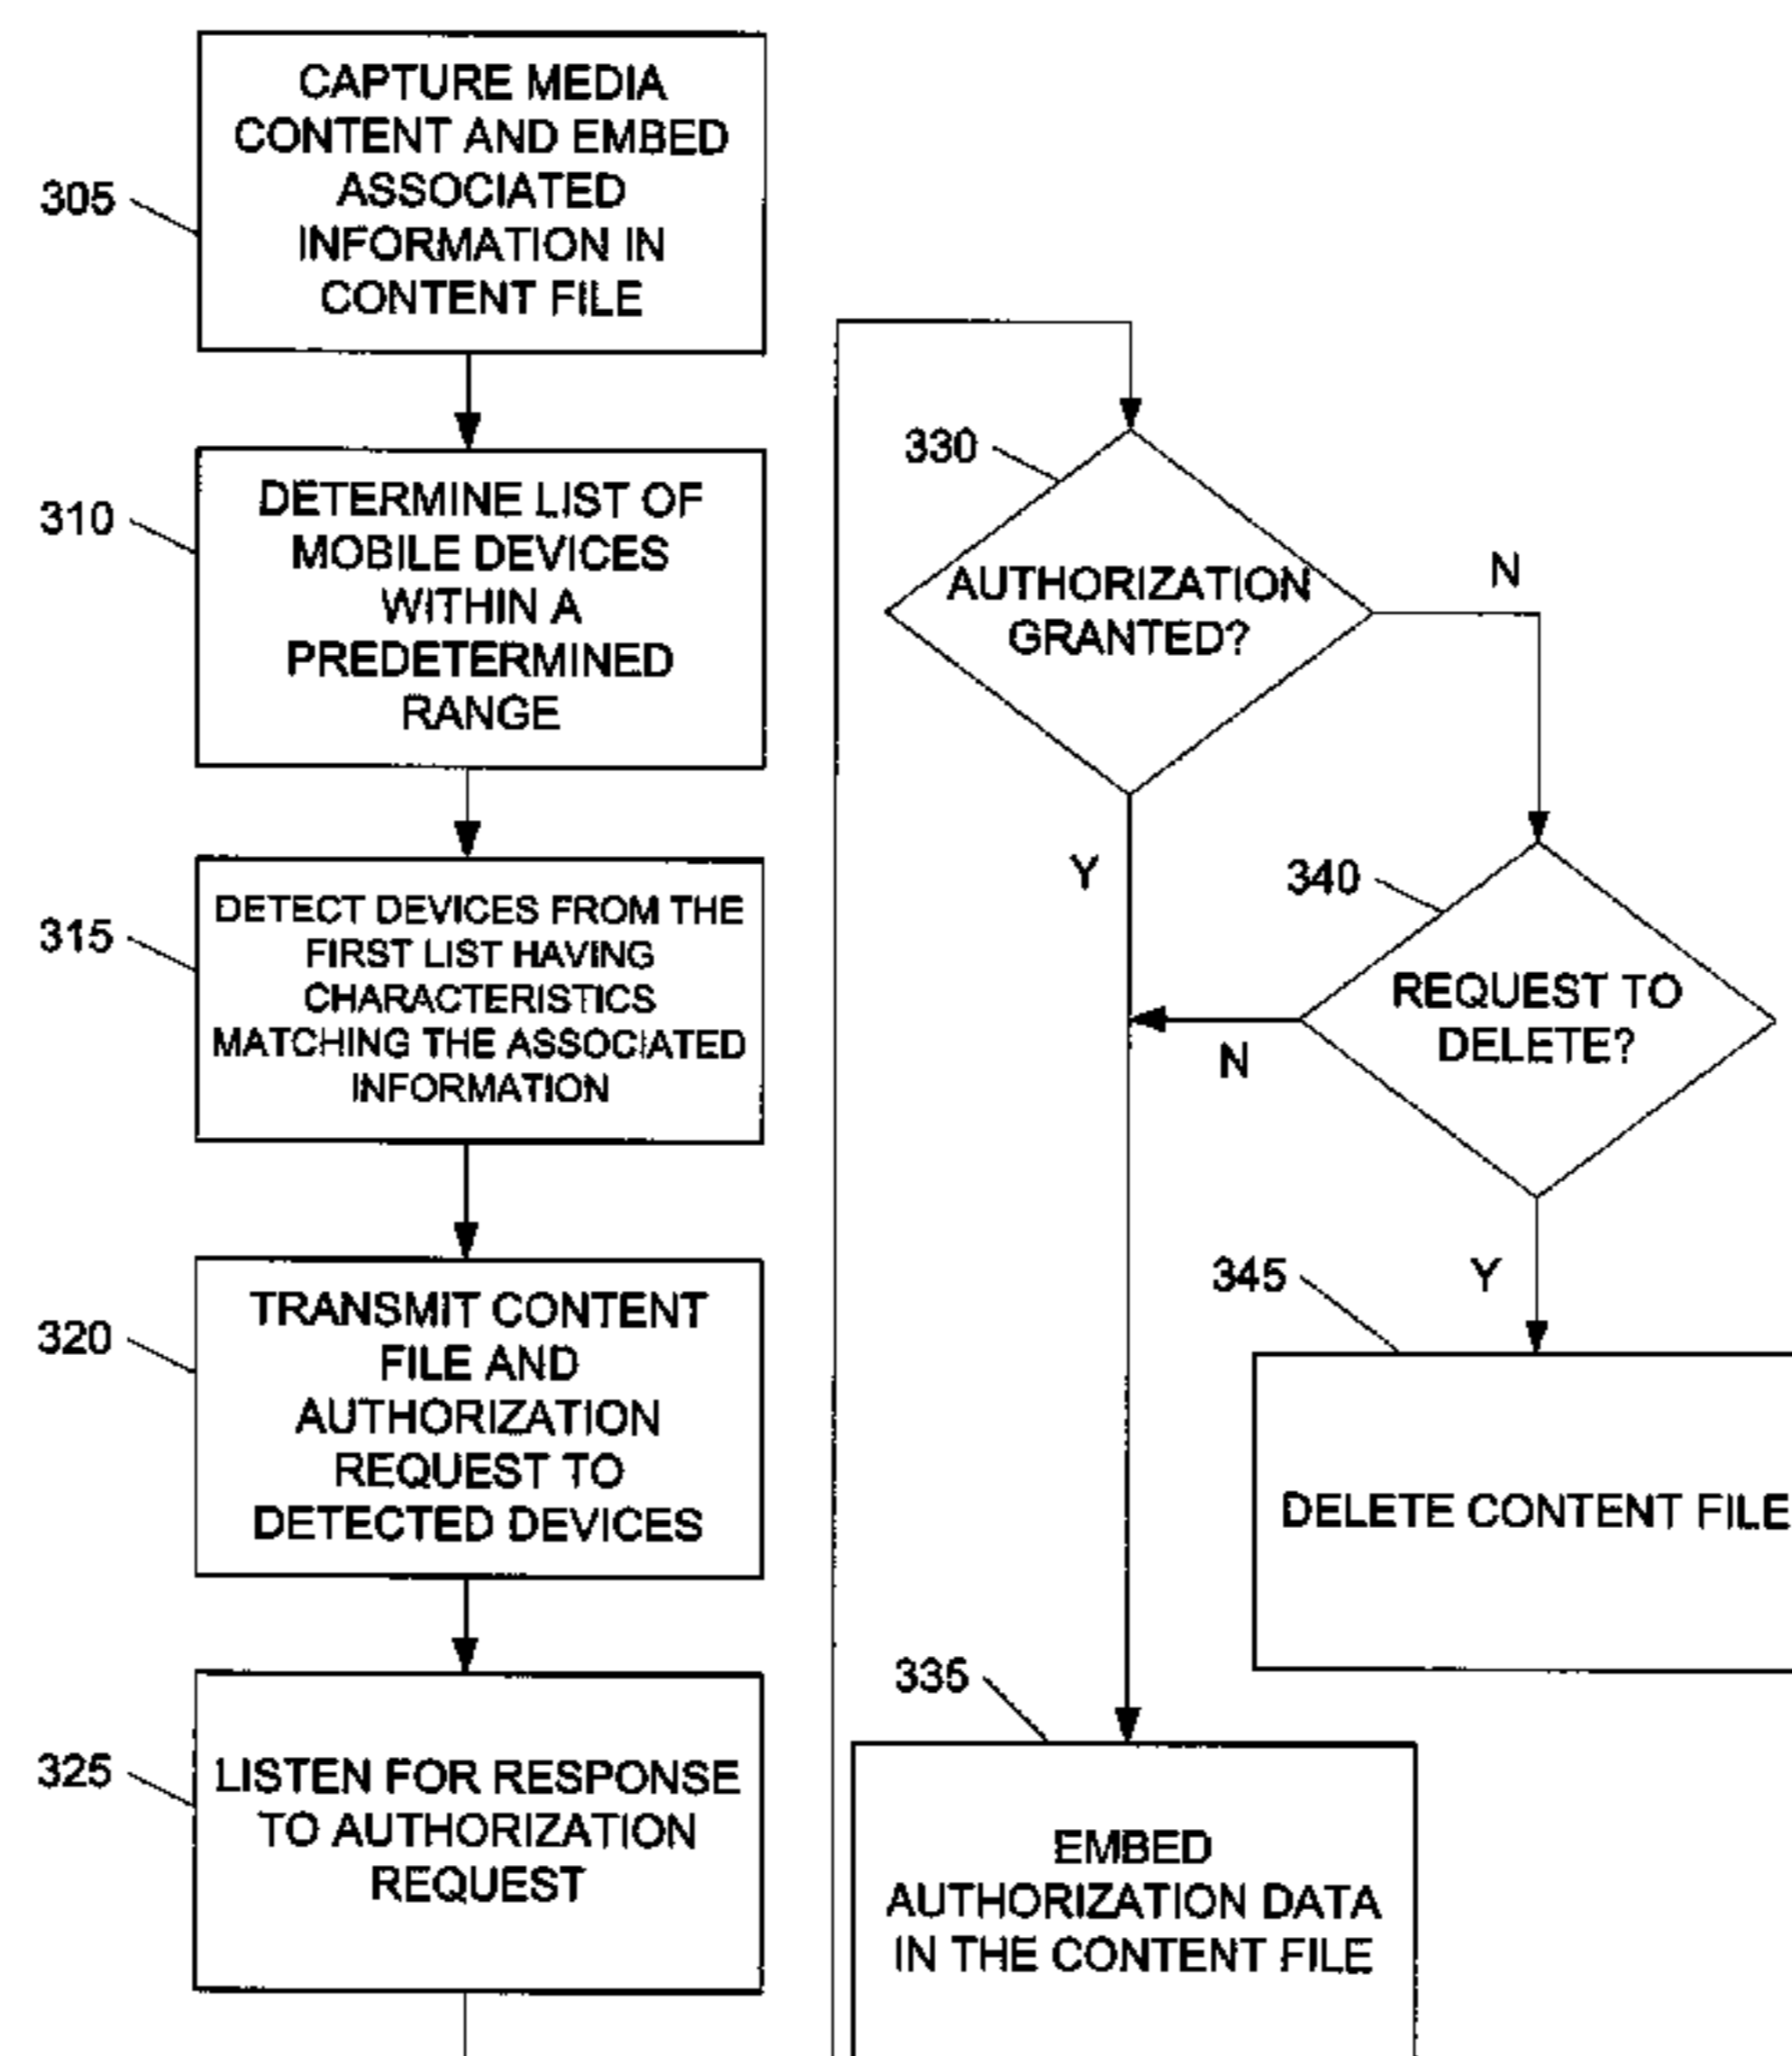 305
CAPTURE MEDIA
CONTENT AND EMBED
ASSOCIATED
INFORMATION IN
CONTENT FILE
310
DETERMINE LIST OF
MOBILE DEVICES
WITHIN A
PREDETERMINED
RANGE
315
DETECT DEVICES FROM THE
FIRST LIST HAVING
CHARACTERISTICS
MATCHING THE ASSOCIATED
INFORMATION
320
TRANSMIT CONTENT
FILE AND
AUTHORIZATION
REQUEST TO
DETECTED DEVICES
325
LISTEN FOR RESPONSE
TO AUTHORIZATION
REQUEST
330
AUTHORIZATION
GRANTED?
N
Y
340
REQUEST TO
DELETE?
N
Y
345
DELETE CONTENT FILE
335
EMBED
AUTHORIZATION DATA
IN THE CONTENT FILE